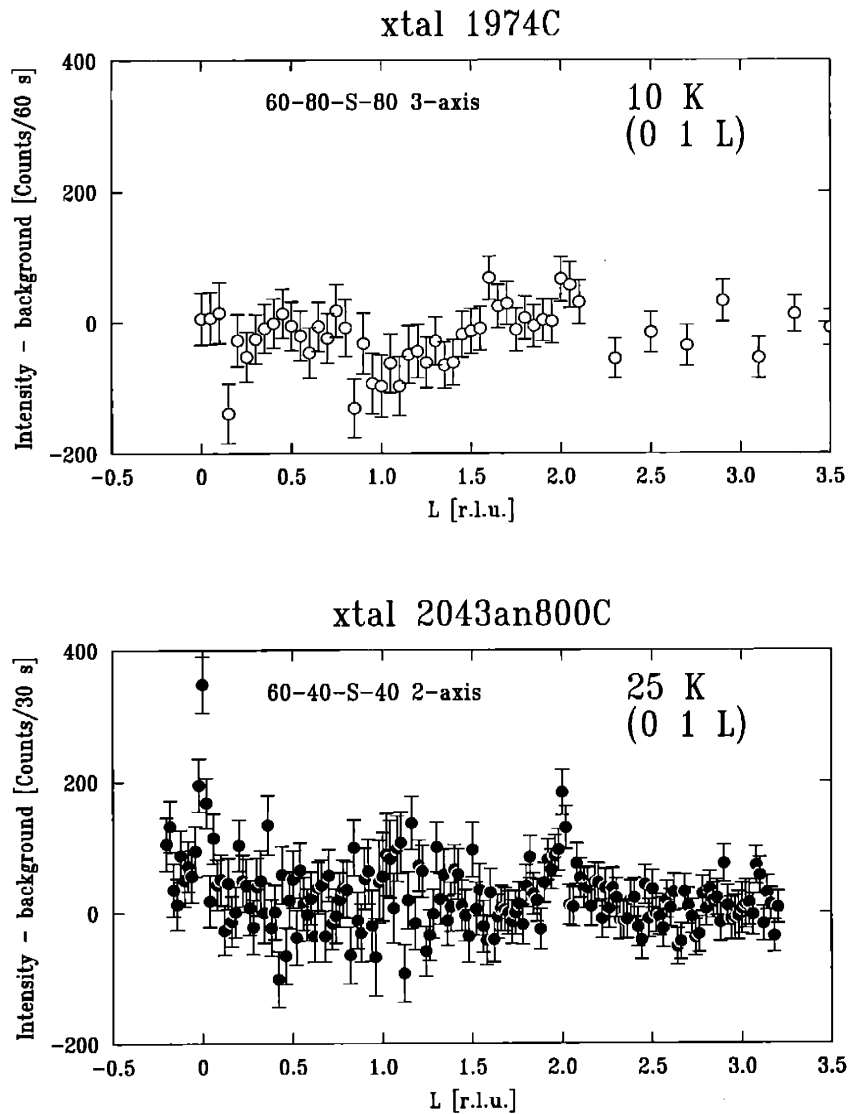 xtal 1974C
400
200
0
-200
Intensity - background [Counts/60 s]
60-80-S-80 3-axis
10 K
(0 1 L)
-0.5 0 0.5 1.0 1.5 2.0 2.5 3.0 3.5
L [r.l.u.]
xtal 2043an800C
400
200
0
-200
Intensity - background [Counts/30 s]
60-40-S-40 2-axis
25 K
(0 1 L)
-0.5 0 0.5 1.0 1.5 2.0 2.5 3.0 3.5
L [r.l.u.]